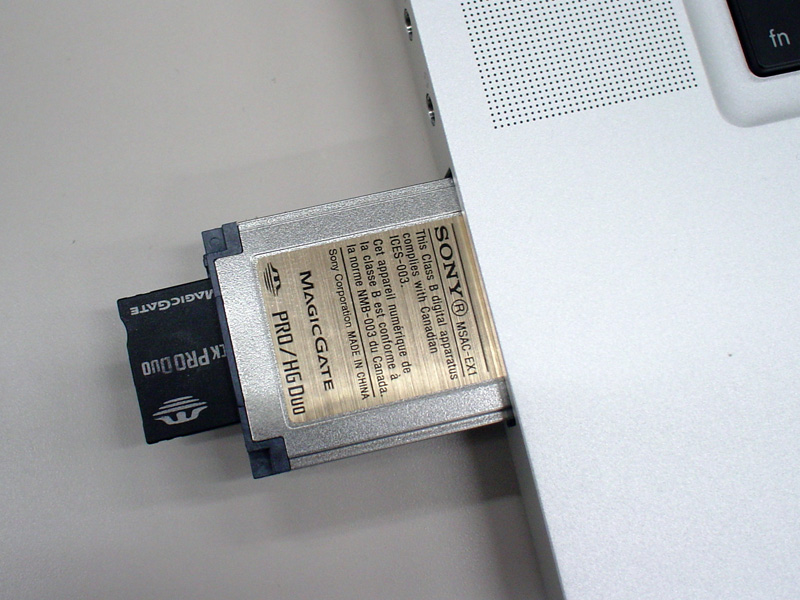 fn
SONY® MSAC-EX1
This Class B digital apparatus
complies with Canadian
ICES-003.
Cet appareil numérique de
la classe B est conforme à
la norme NMB-003 du Canada.
Sony Corporation MADE IN CHINA
MAGICGATE
PRO/HG Duo
MAGICGATE
CK PRO Duo